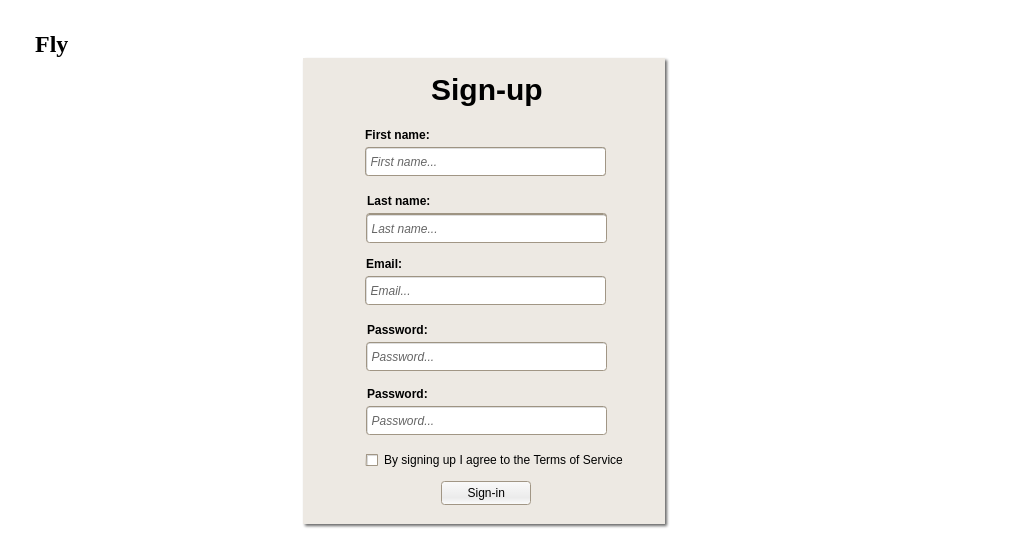 Fly
Sign-up
First name:
First name...
Last name:
Last name...
Email:
Email...
Password:
Password...
Password:
Password...
By signing up I agree to the Terms of Service
Sign-in